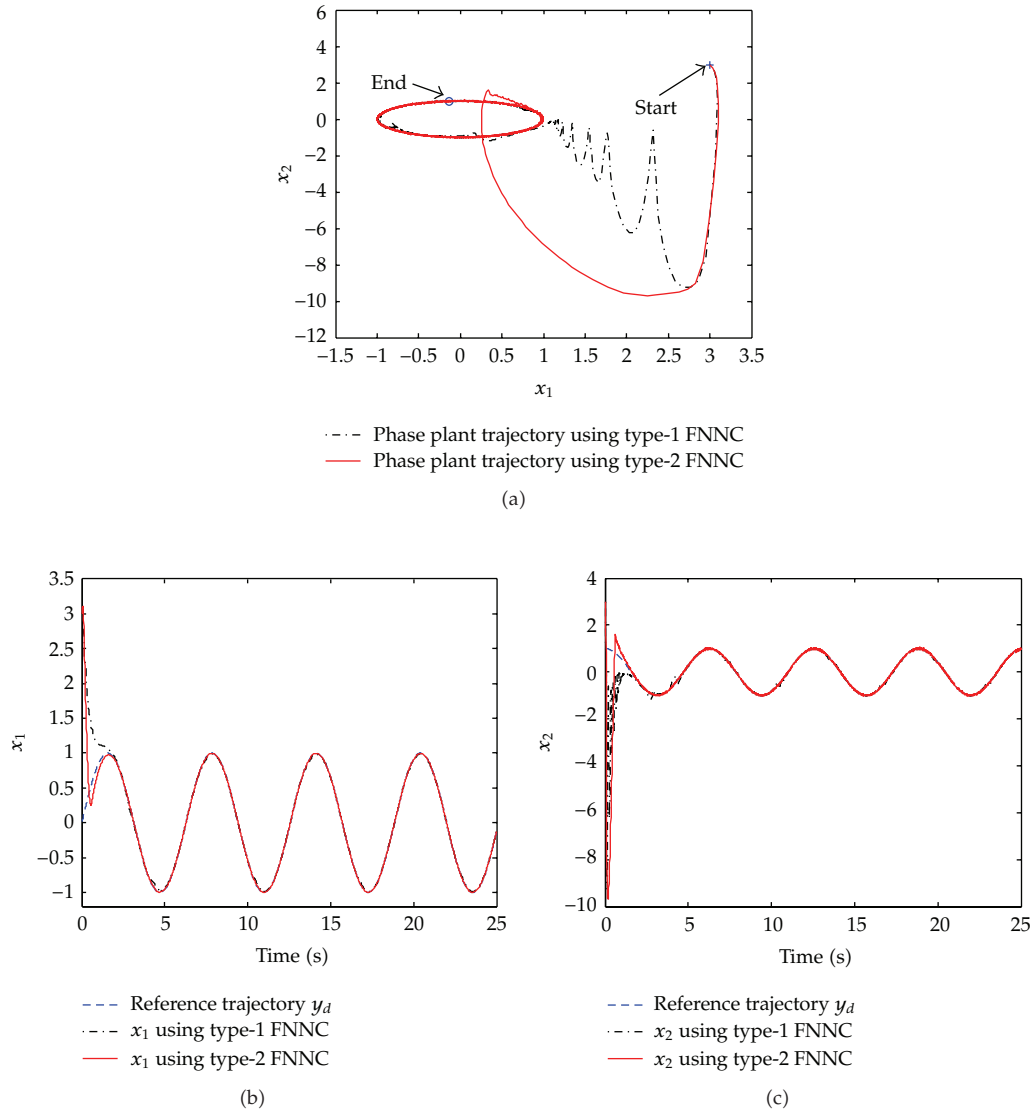 6
4
2
0
−2
−4
−6
−8
−10
−12
x2
End
Start
−1.5 −1 −0.5 0 0.5 1 1.5 2 2.5 3 3.5
x1
Phase plant trajectory using type-1 FNNC
Phase plant trajectory using type-2 FNNC
(a)
3.5
3
2.5
2
1.5
1
0.5
0
−0.5
−1
x1
0 5 10 15 20 25
Time (s)
Reference trajectory yd
x1 using type-1 FNNC
x1 using type-2 FNNC
(b)
4
2
0
−2
−4
−6
−8
−10
x2
0 5 10 15 20 25
Time (s)
Reference trajectory yd
x2 using type-1 FNNC
x2 using type-2 FNNC
(c)